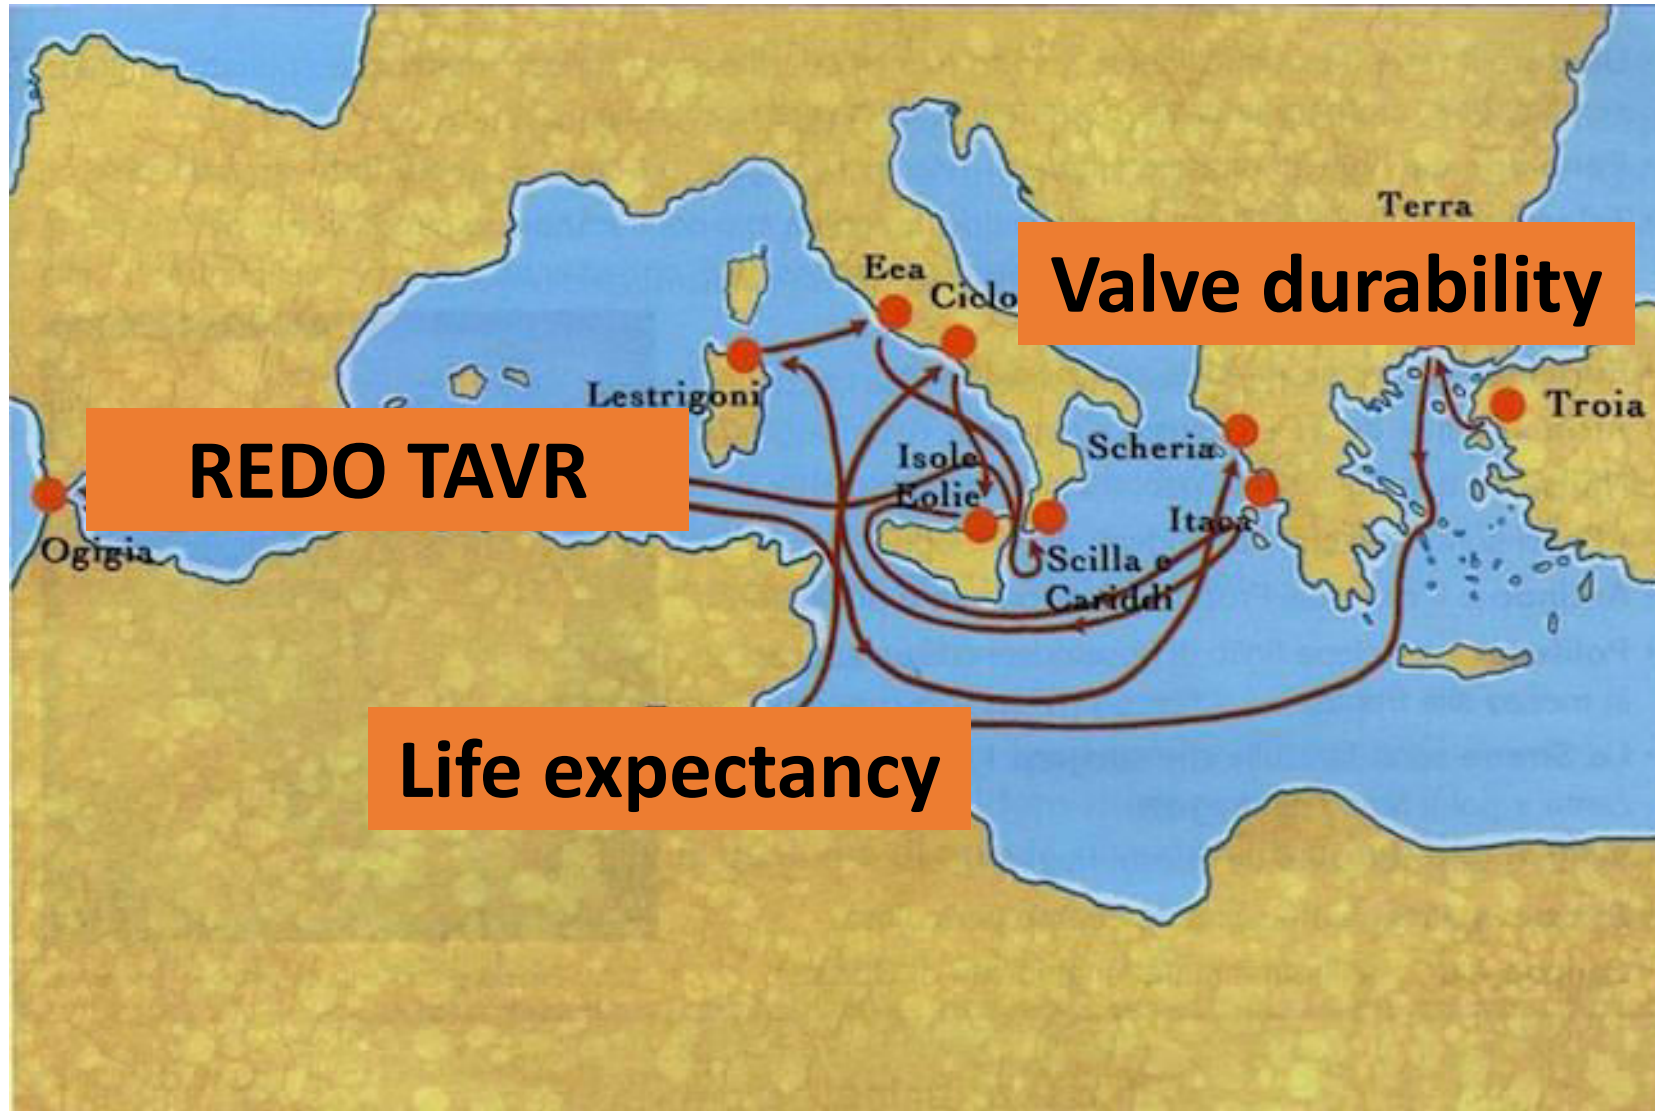 Terra
Valve durability
Eea
Ciclo
Lestrigoni
Troia
REDO TAVR
Scheria
Isole
Eolie
Itaca
Ogigia
Scilla e
Cariddi
Life expectancy